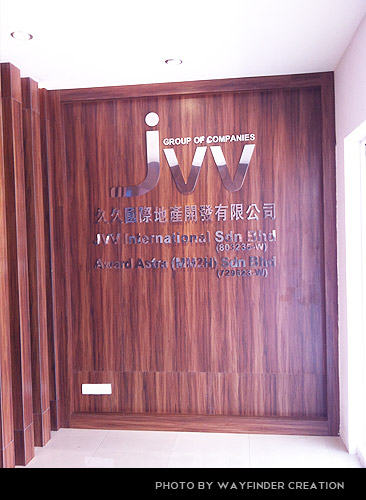 GROUP OF COMPANIES
jvv
久久國際地產開發有限公司
JVV International Sdn Bhd
Award Astra (MM2H) Sdn Bhd
PHOTO BY WAYFINDER CREATION